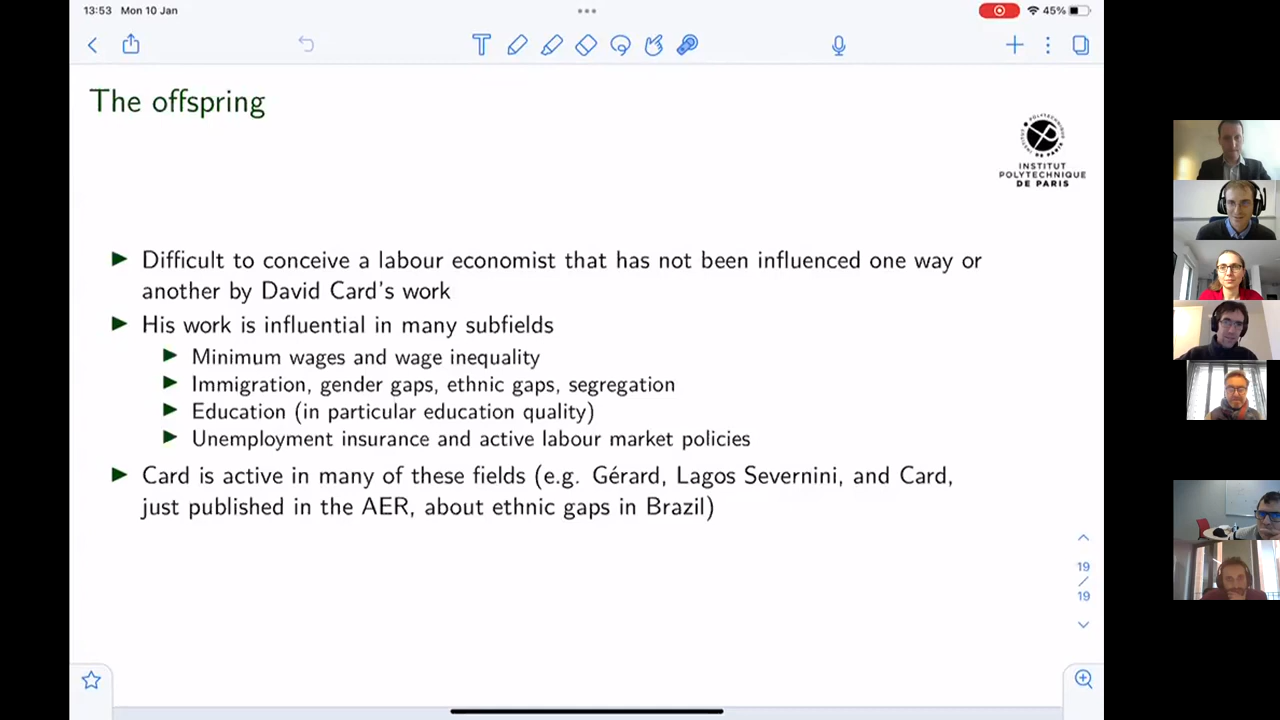 13:53 Mon 10 Jan
45%
The offspring
POLYTECHNIQUE
DE PARIS
INSTITUT
POLYTECHNIQUE
DE PARIS
Difficult to conceive a labour economist that has not been influenced one way or
another by David Card's work
His work is influential in many subfields
Minimum wages and wage inequality
Immigration, gender gaps, ethnic gaps, segregation
Education (in particular education quality)
Unemployment insurance and active labour market policies
Card is active in many of these fields (e.g. Gérard, Lagos Severnini, and Card,
just published in the AER, about ethnic gaps in Brazil)
19
/
19